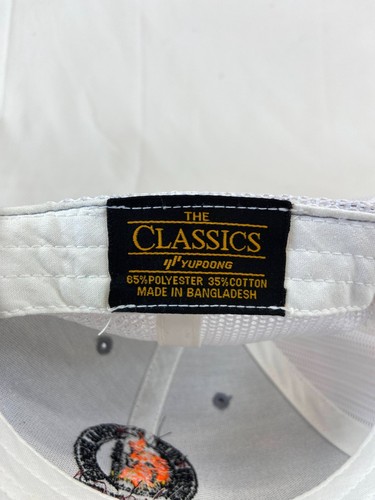 THE
CLASSICS
YUPOONG
65%POLYESTER 35%COTTON
MADE IN BANGLADESH